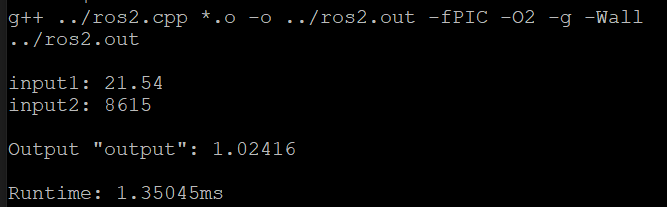 g++ ../ros2.cpp *.o -o ../ros2.out -fPIC -O2 -g -Wall
../ros2.out
input1: 21.54
input2: 8615
Output "output": 1.02416
Runtime: 1.35045ms